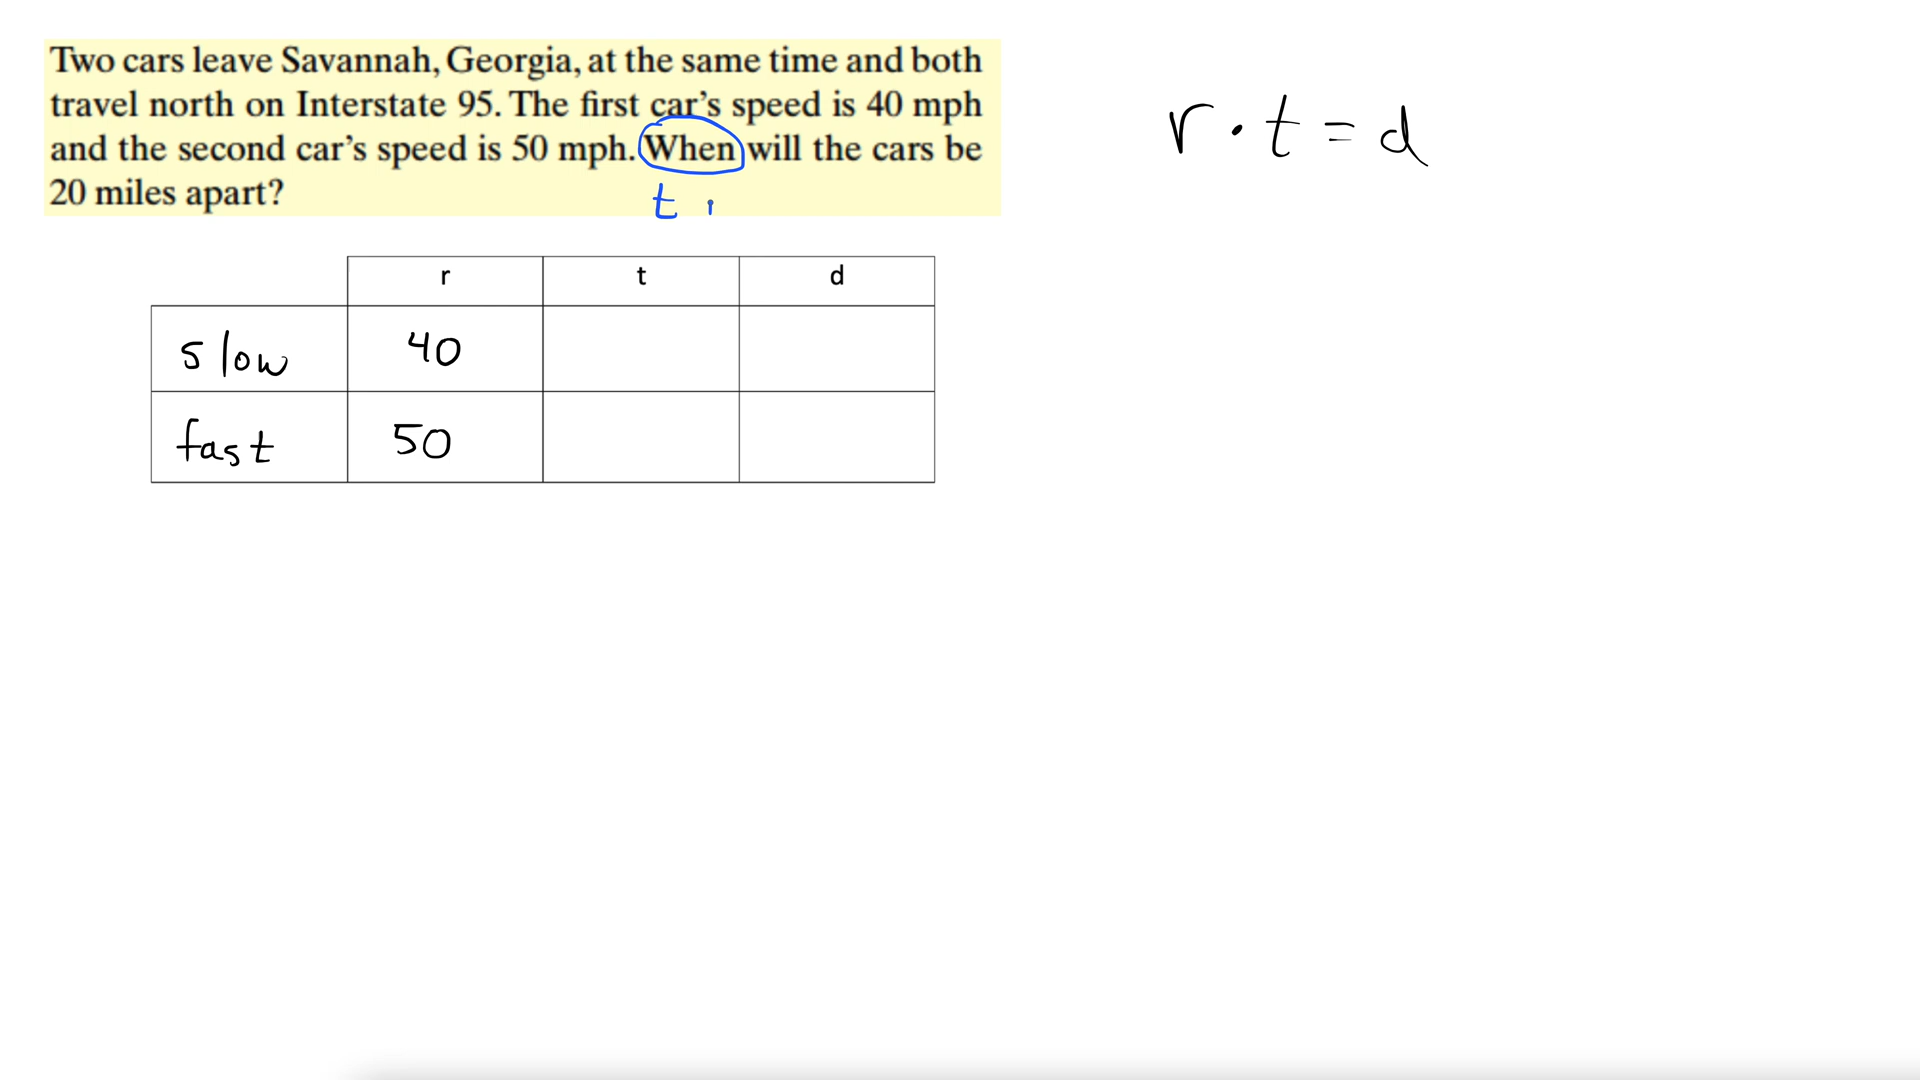 Two cars leave Savannah, Georgia, at the same time and both
travel north on Interstate 95. The first car's speed is 40 mph
and the second car's speed is 50 mph. When will the cars be
20 miles apart?
t
r · t = d
r t d
slow 40
fast 50